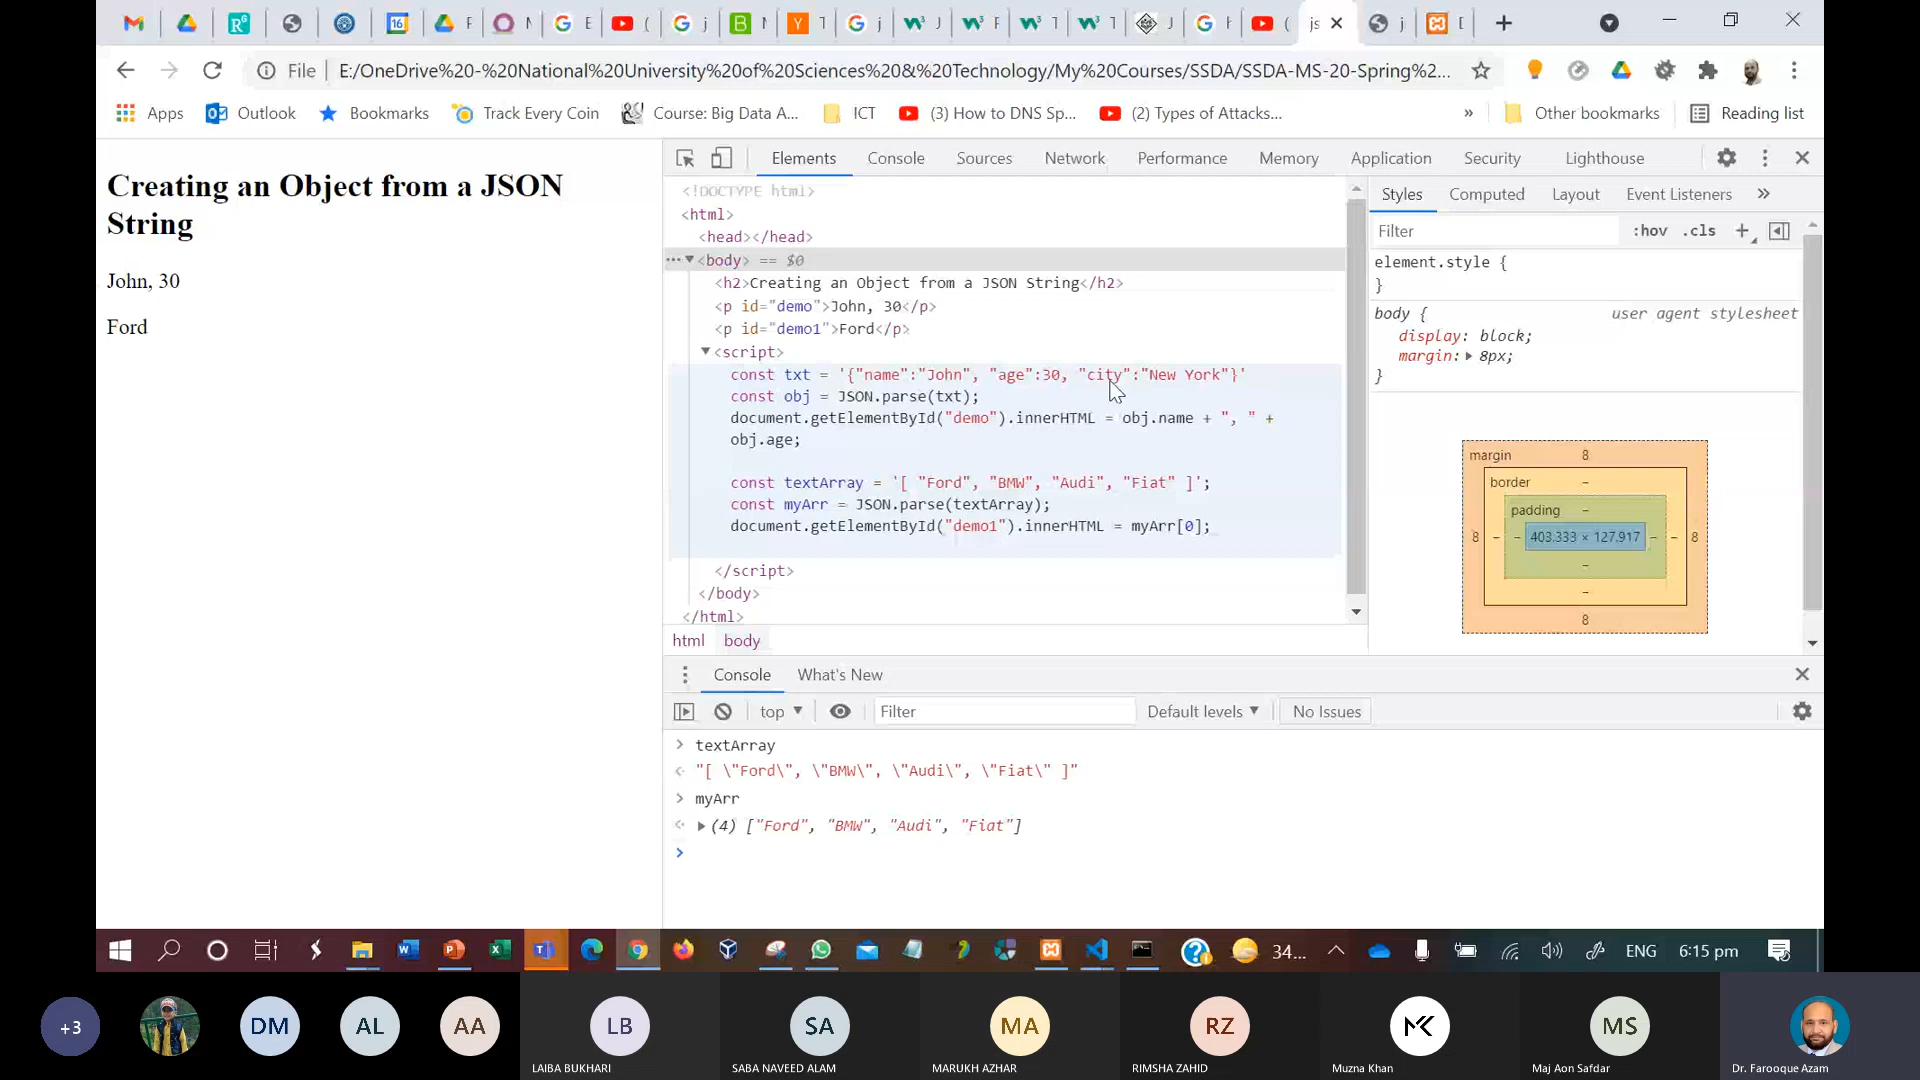 File
E:/OneDrive%20-%20National%20University%20of%20Sciences%20&%20Technology/My%20Courses/SSDA/SSDA-MS-20-Spring%2...
Apps
Outlook
Bookmarks
Track Every Coin
Course: Big Data A...
ICT
(3) How to DNS Sp...
(2) Types of Attacks...
»
Other bookmarks
Reading list
Creating an Object from a JSON
String
John, 30
Ford
Elements
Console
Sources
Network
Performance
Memory
Application
Security
Lighthouse
<!DOCTYPE html>
<html>
<head></head>
<body> == $0
<h2>Creating an Object from a JSON String</h2>
<p id="demo">John, 30</p>
<p id="demo1">Ford</p>
<script>
const txt = '{"name":"John", "age":30, "city":"New York"}'
const obj = JSON.parse(txt);
document.getElementById("demo").innerHTML = obj.name + ", " +
obj.age;
const textArray = '[ "Ford", "BMW", "Audi", "Fiat" ]';
const myArr = JSON.parse(textArray);
document.getElementById("demo1").innerHTML = myArr[0];
</script>
</body>
</html>
html
body
Styles
Computed
Layout
Event Listeners
»
Filter
:hov
.cls
element.style {
}
body {
user agent stylesheet
display: block;
margin: 8px;
}
margin
8
border
–
padding
–
8
–
–
403.333 × 127.917
–
–
8
–
–
8
Console
What's New
top
Filter
Default levels
No Issues
> textArray
"[ \"Ford\", \"BMW\", \"Audi\", \"Fiat\" ]"
> myArr
(4) ["Ford", "BMW", "Audi", "Fiat"]
>
34...
ENG
6:15 pm
+3
DM
AL
AA
LB
LAIBA BUKHARI
SA
SABA NAVEED ALAM
MA
MARUKH AZHAR
RZ
RIMSHA ZAHID
Muzna Khan
MS
Maj Aon Safdar
Dr. Farooque Azam